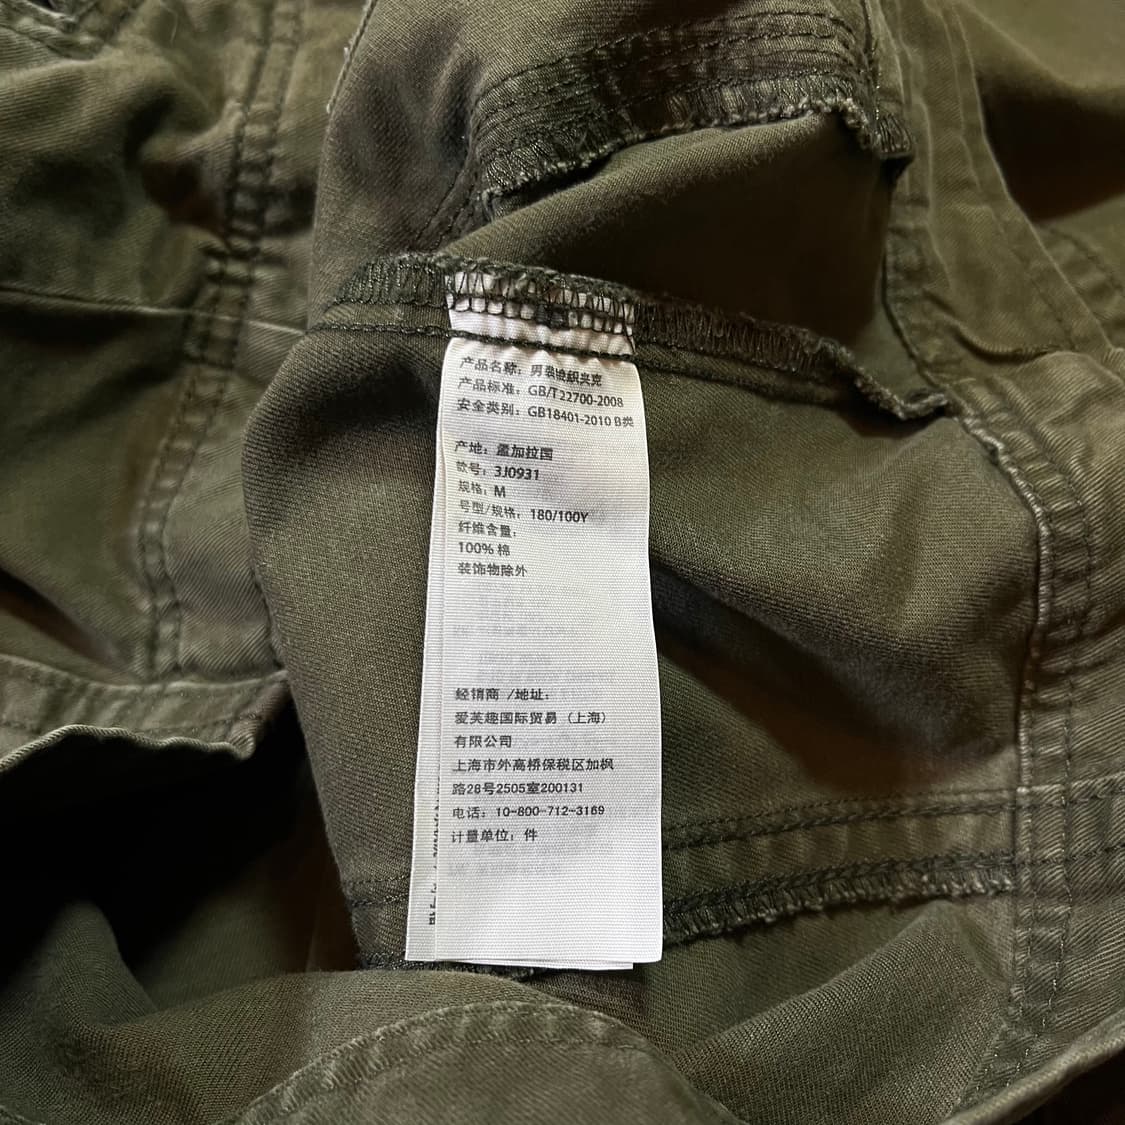 产品名称：男装梭织夹克
产品标准：GB/T22700-2008
安全类别：GB18401-2010 B类
产地：孟加拉国
款号：3J0931
规格：M
号型/规格：180/100Y
纤维含量：
100% 棉
装饰物除外
经销商 /地址：
爱芙趣国际贸易（上海）
有限公司
上海市外高桥保税区加枫
路28号2505室200131
电话：10-800-712-3169
计量单位：件